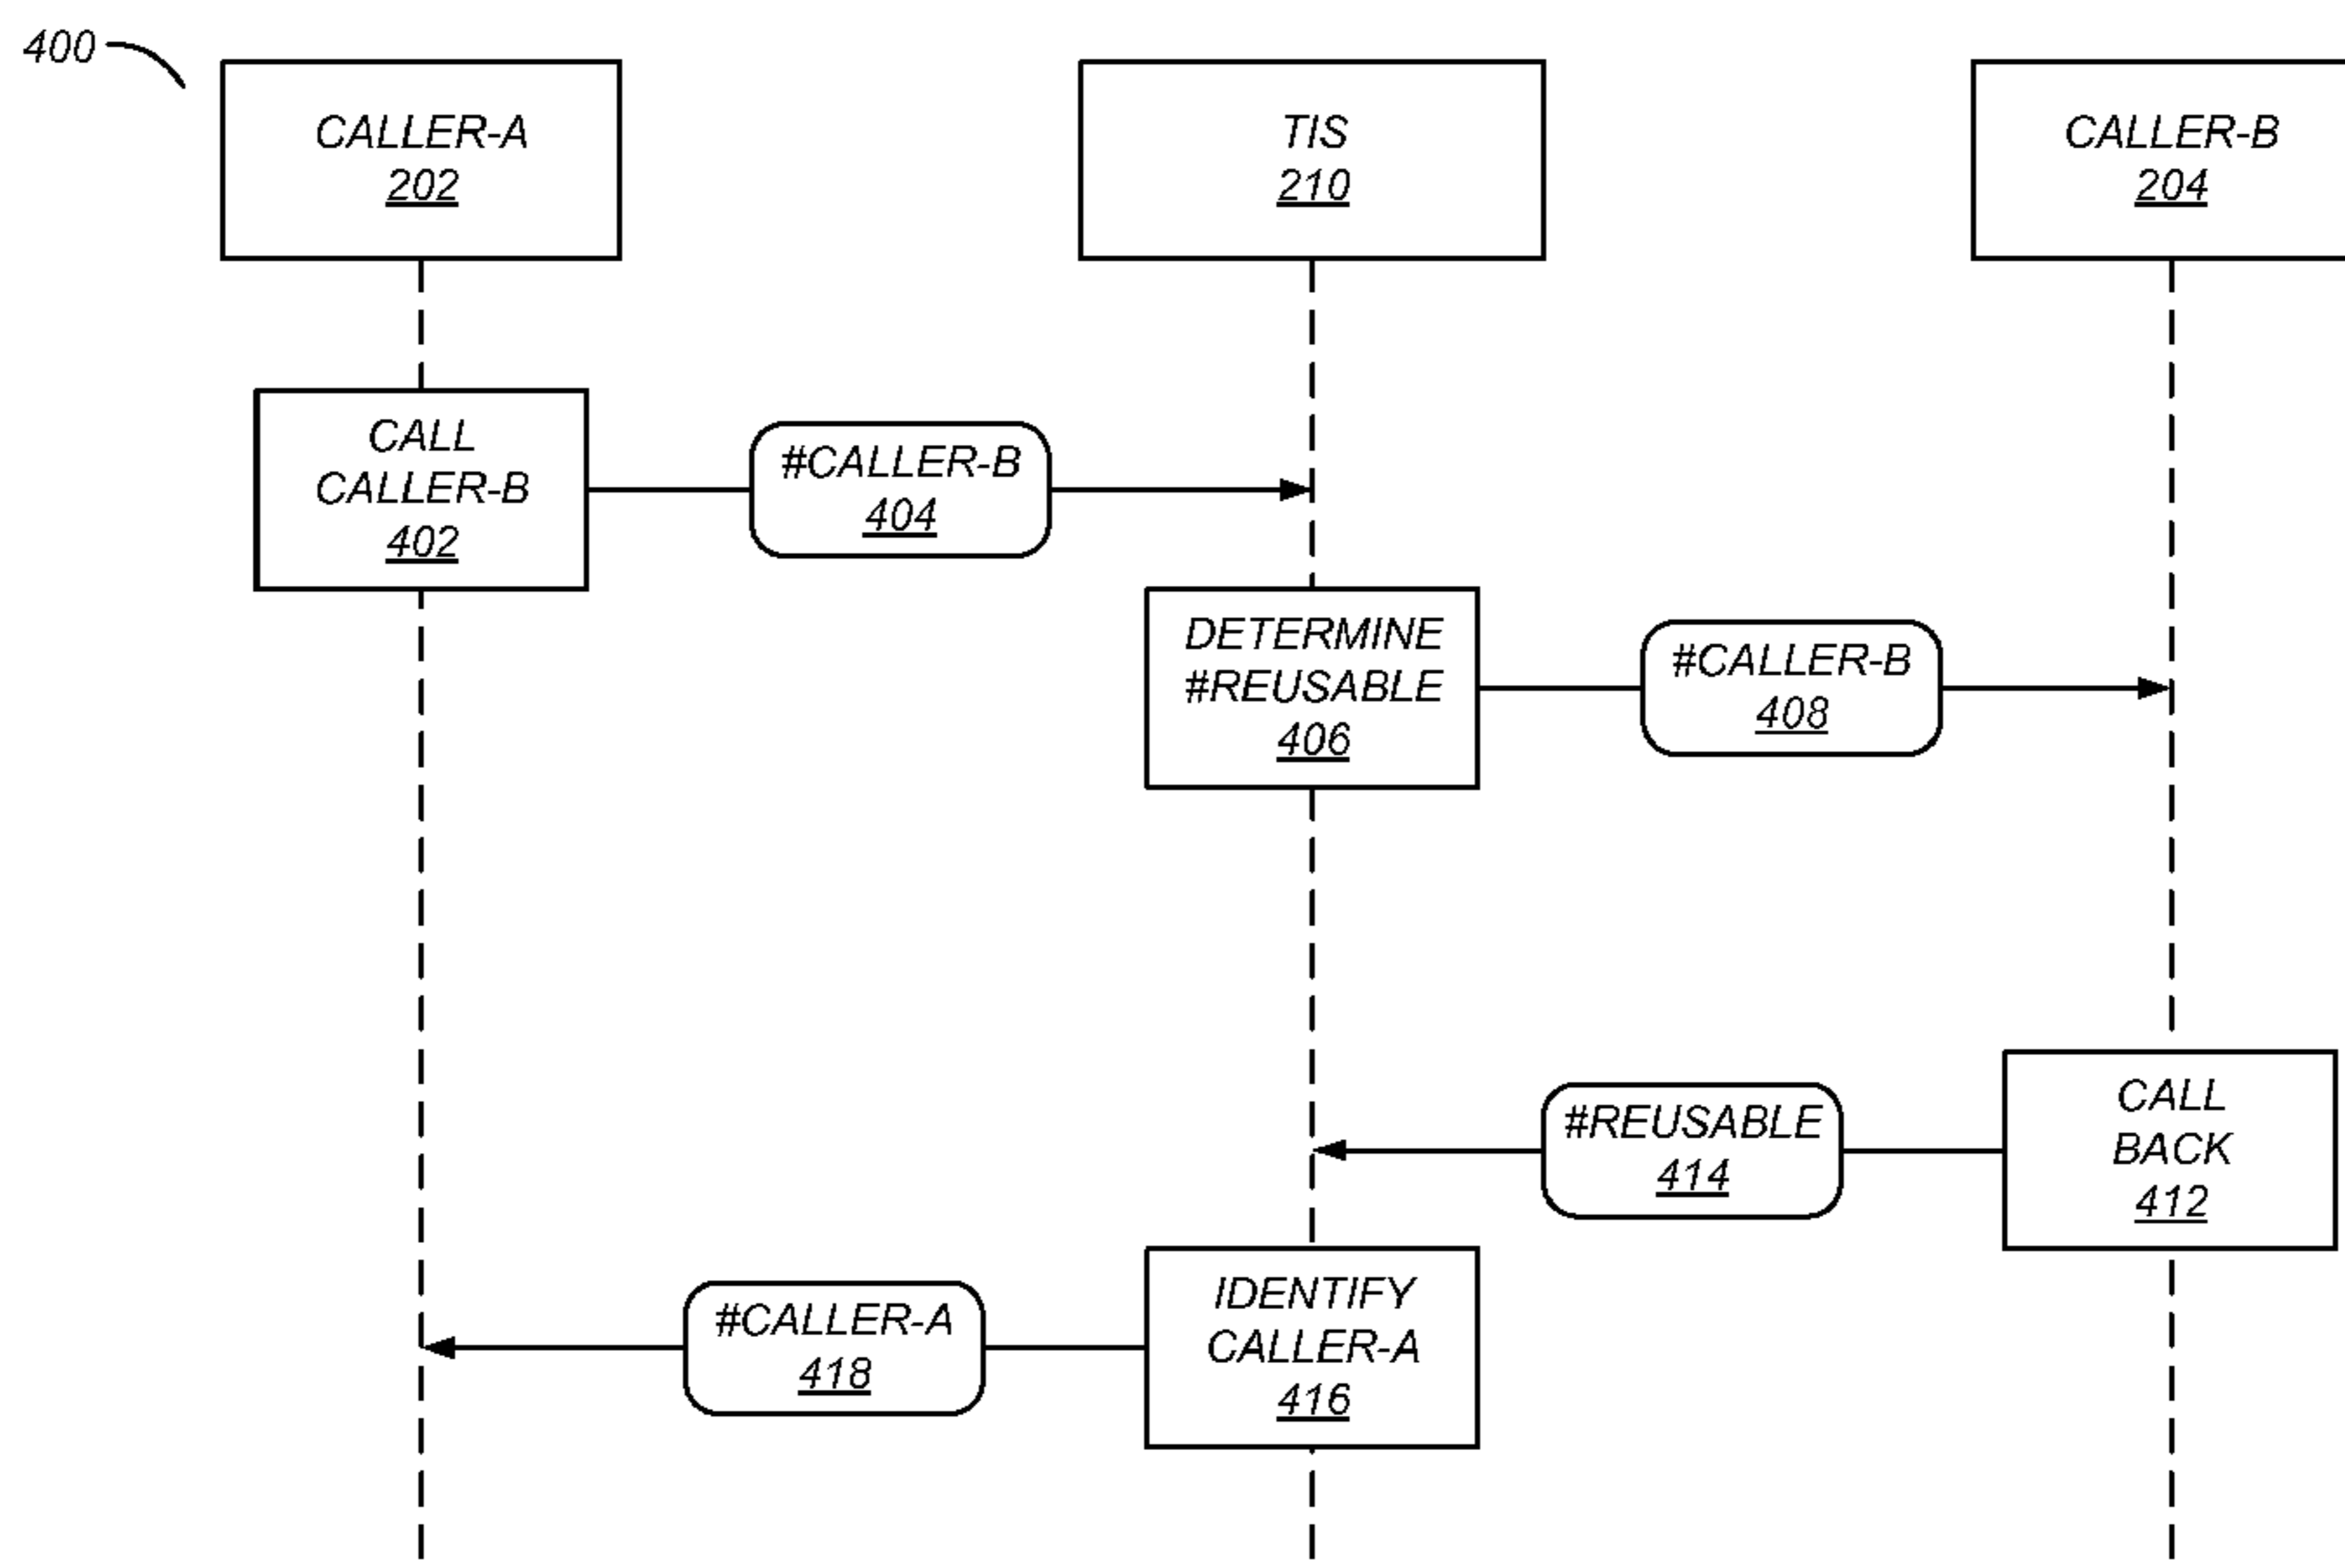 400
CALLER-A
202
TIS
210
CALLER-B
204
CALL
CALLER-B
402
#CALLER-B
404
DETERMINE
#REUSABLE
406
#CALLER-B
408
CALL
BACK
412
#REUSABLE
414
IDENTIFY
CALLER-A
416
#CALLER-A
418